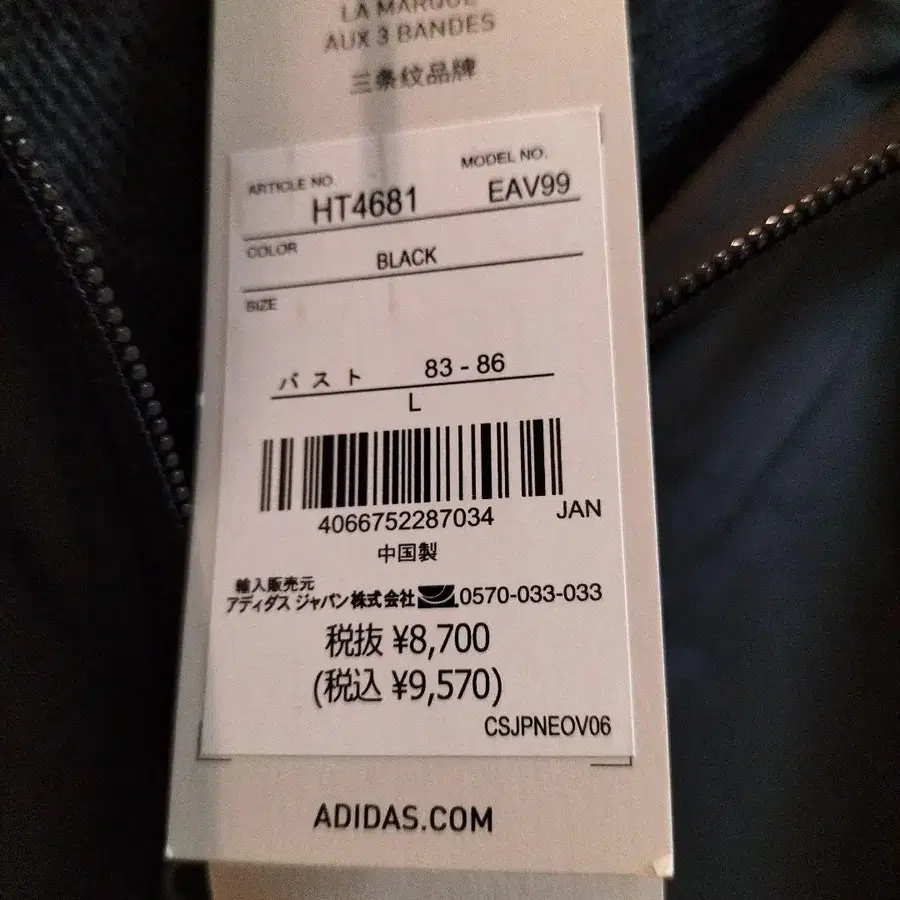 LA MARQUE
AUX 3 BANDES
三条纹品牌
ARTICLE NO. MODEL NO.
HT4681 EAV99
COLOR
BLACK
SIZE
バスト 83 - 86
L
4066752287034 JAN
中国製
輸入販売元
アディダス ジャパン株式会社 0570-033-033
税抜 ¥8,700
(税込 ¥9,570)
CSJPNEOV06
ADIDAS.COM